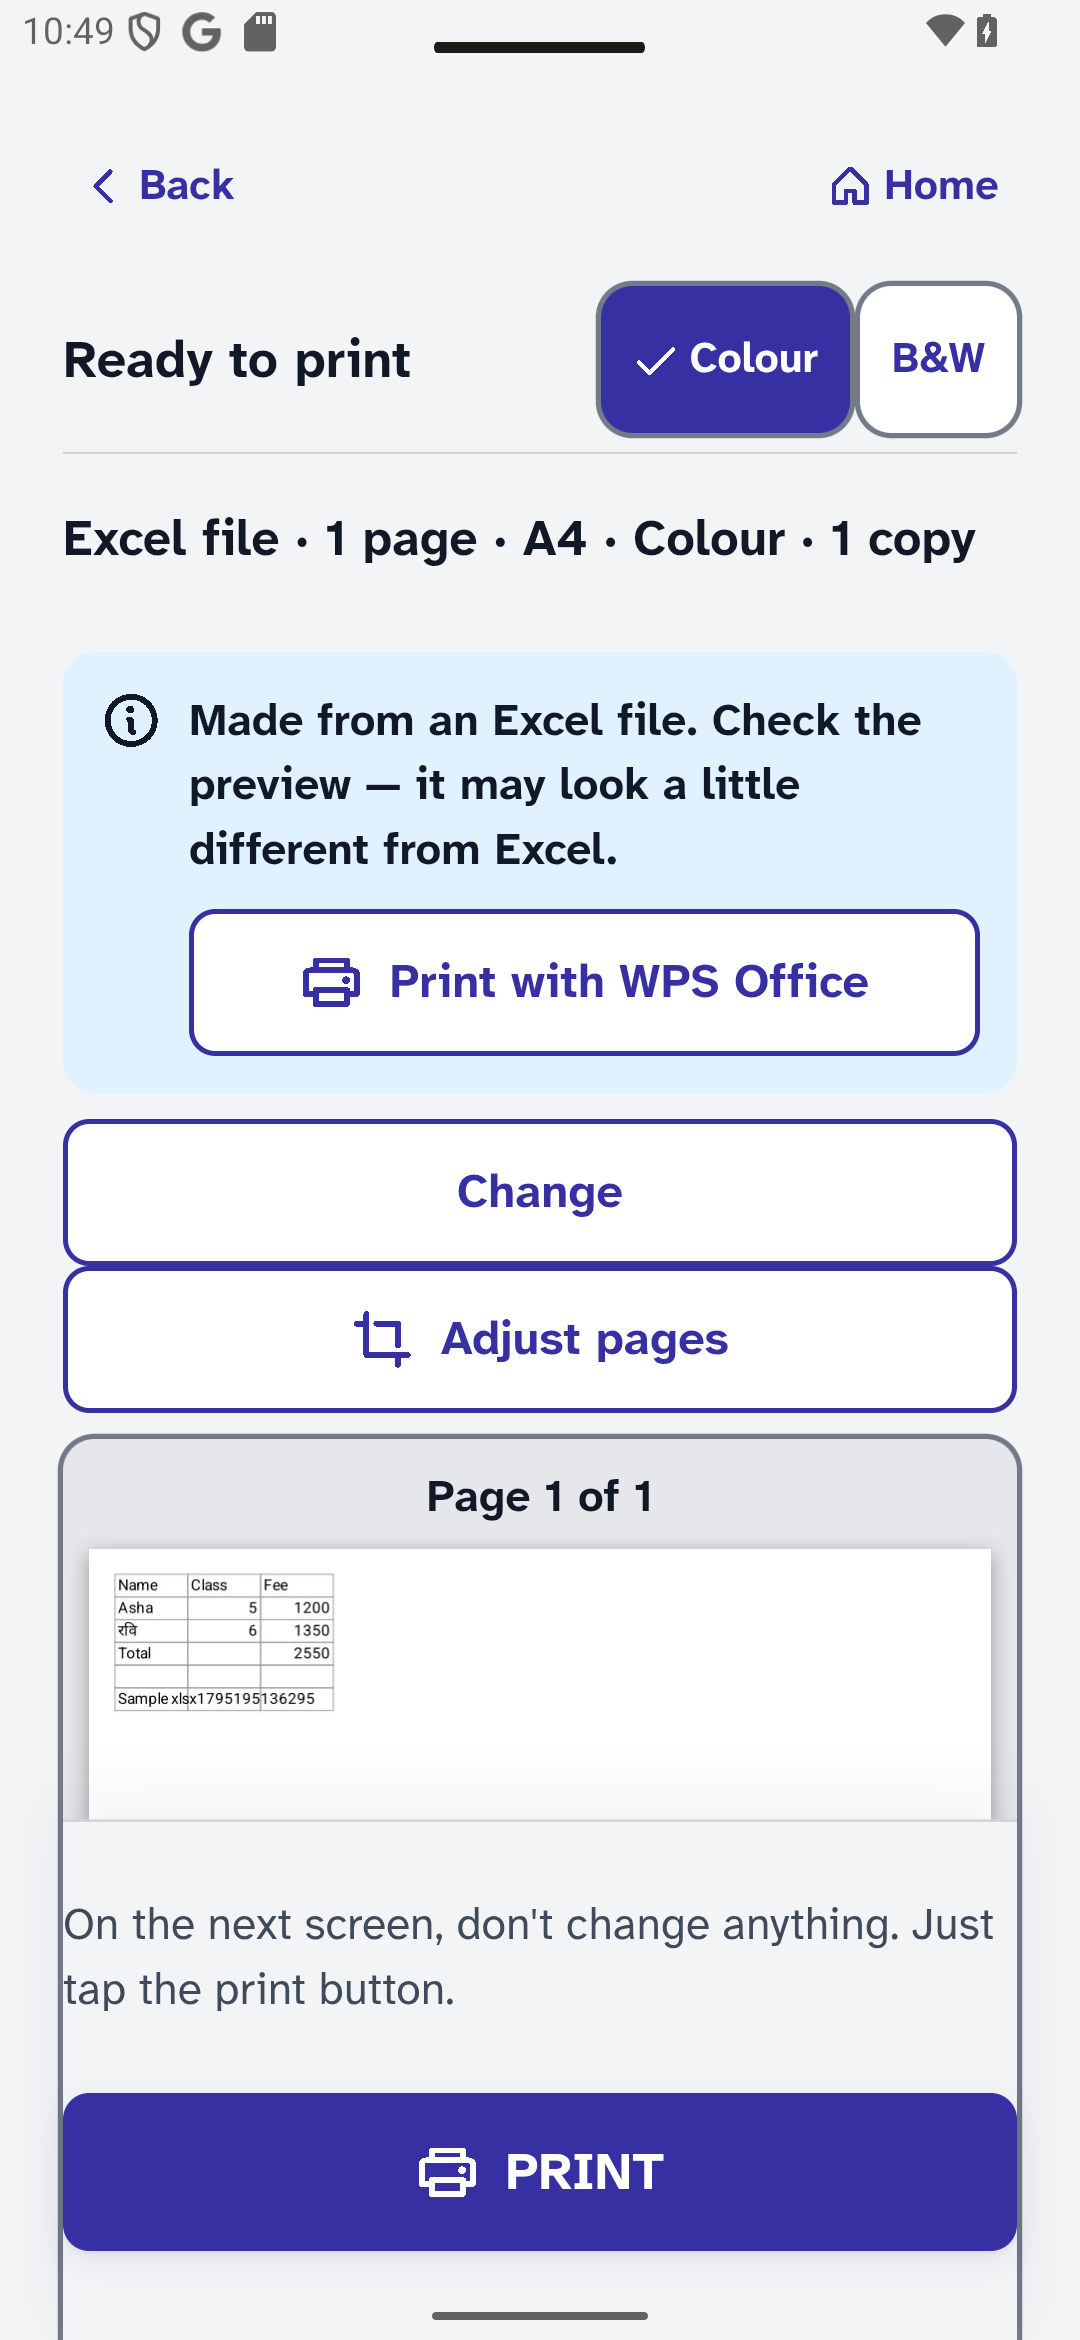 10:49
Back
Home
Ready to print
Colour
B&W
Excel file · 1 page · A4 · Colour · 1 copy
Made from an Excel file. Check the
preview — it may look a little
different from Excel.
Print with WPS Office
Change
Adjust pages
Page 1 of 1
Name Class Fee
Asha 5 1200
रवि 6 1350
Total 2550
Sample xlsx1795195136295
On the next screen, don't change anything. Just
tap the print button.
PRINT